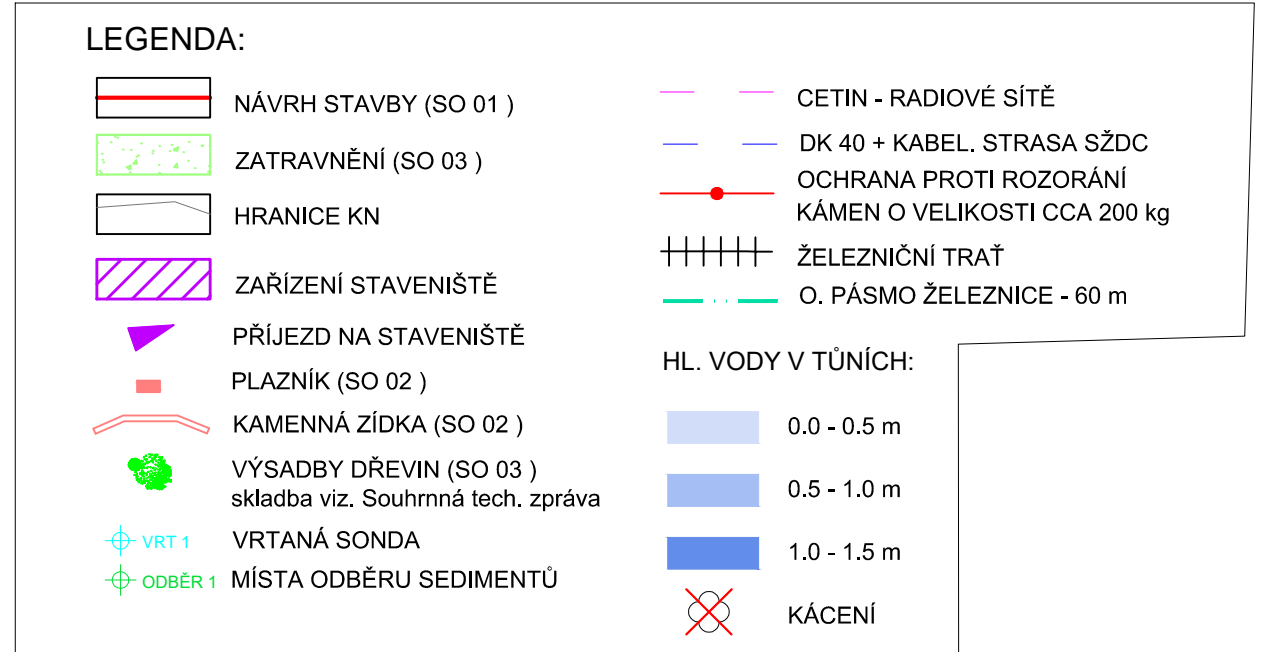 LEGENDA:
NÁVRH STAVBY (SO 01 )
ZATRAVNĚNÍ (SO 03 )
HRANICE KN
ZAŘÍZENÍ STAVENIŠTĚ
PŘÍJEZD NA STAVENIŠTĚ
PLAZNÍK (SO 02 )
KAMENNÁ ZÍDKA (SO 02 )
VÝSADBY DŘEVIN (SO 03 )
skladba viz. Souhrnná tech. zpráva
VRT 1 VRTANÁ SONDA
ODBĚR 1 MÍSTA ODBĚRU SEDIMENTŮ
CETIN - RADIOVÉ SÍTĚ
DK 40 + KABEL. STRASA SŽDC
OCHRANA PROTI ROZORÁNÍ
KÁMEN O VELIKOSTI CCA 200 kg
ŽELEZNIČNÍ TRAŤ
O. PÁSMO ŽELEZNICE - 60 m
HL. VODY V TŮNÍCH:
0.0 - 0.5 m
0.5 - 1.0 m
1.0 - 1.5 m
KÁCENÍ